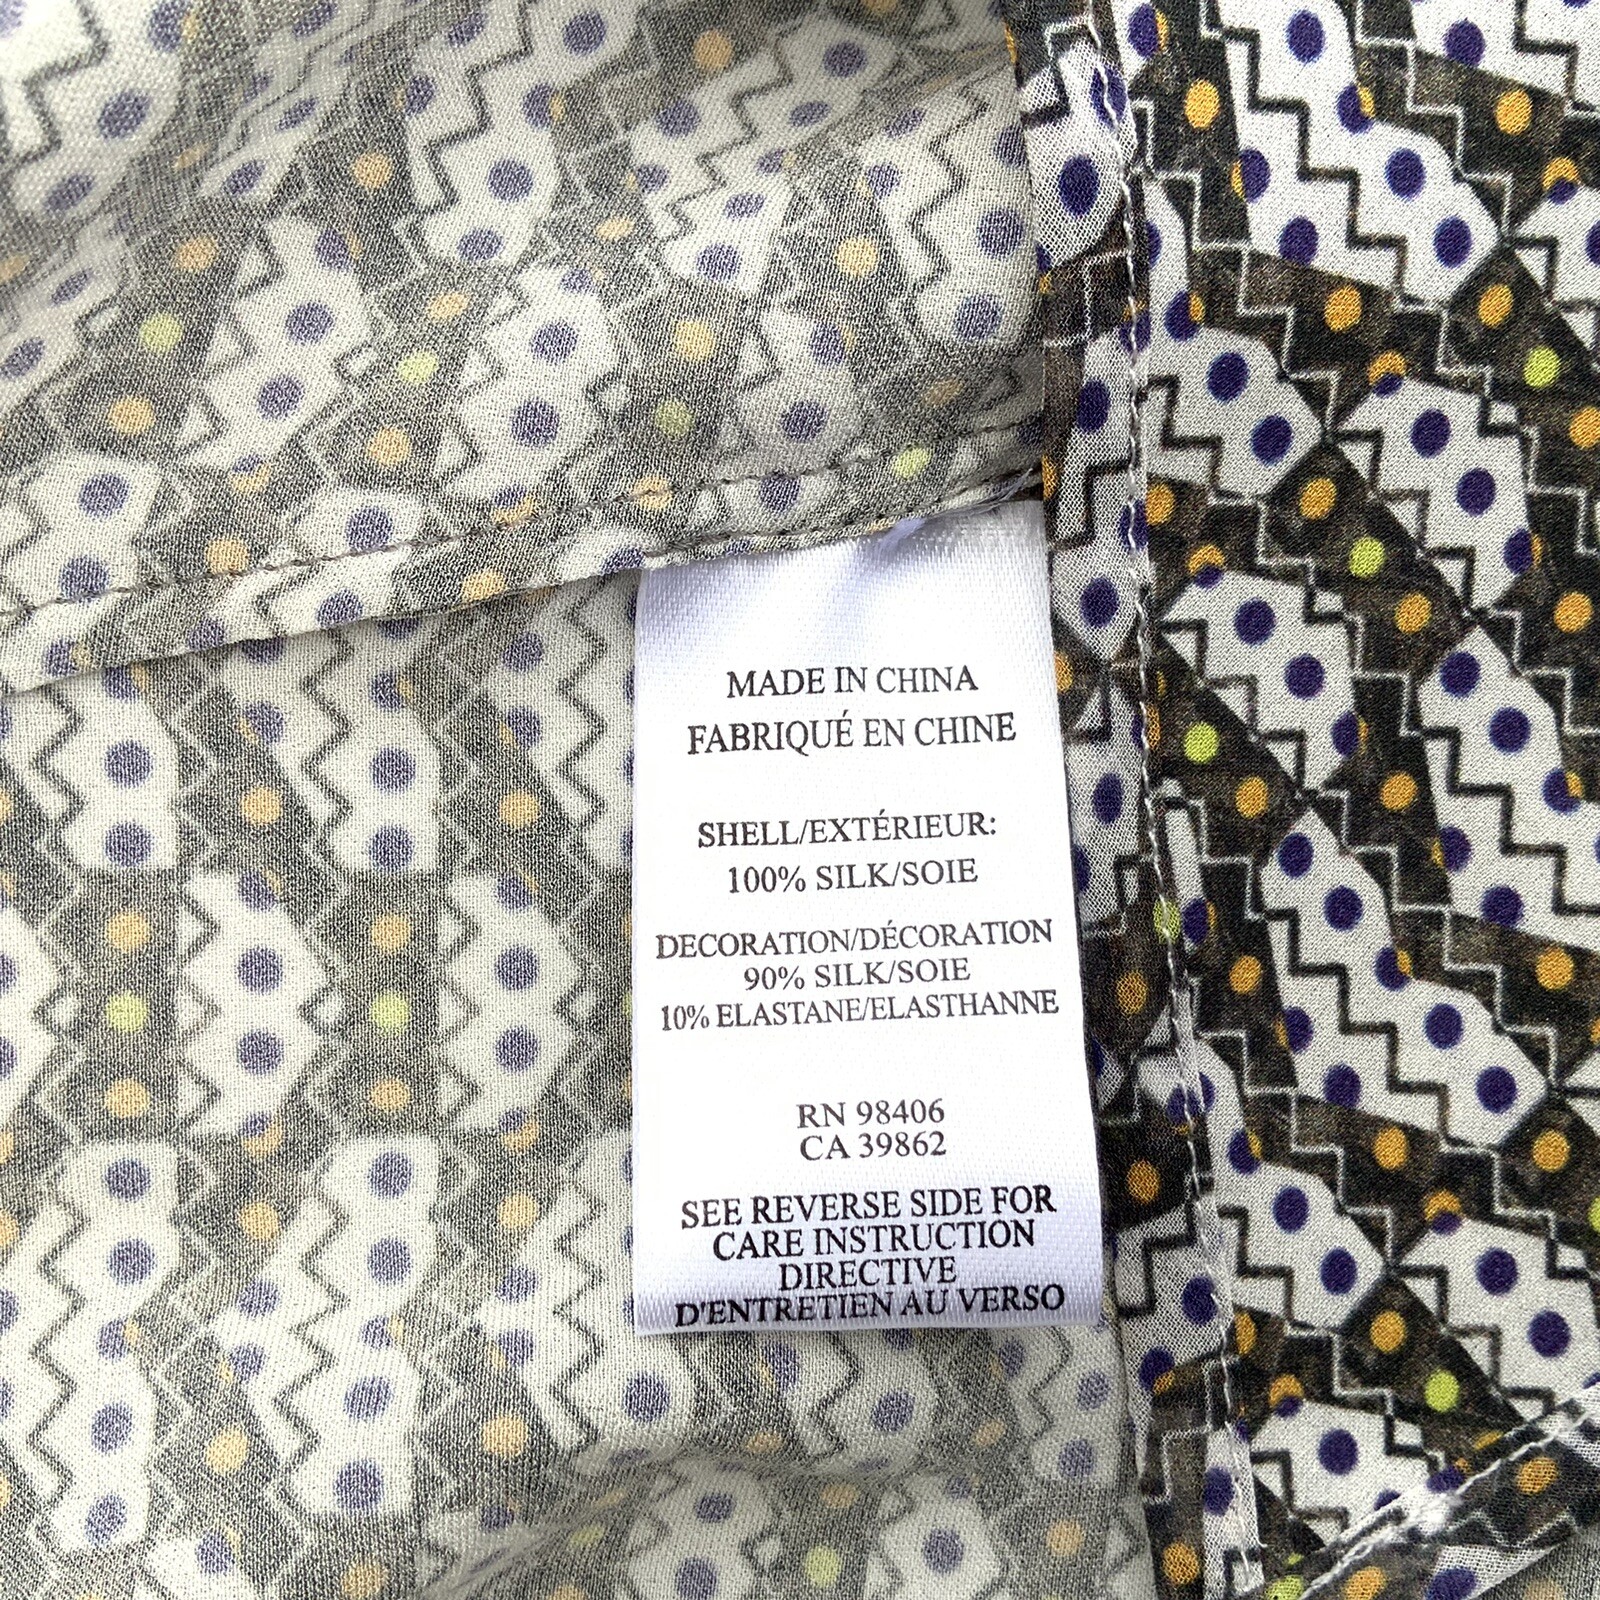 MADE IN CHINA
FABRIQUÉ EN CHINE
SHELL/EXTÉRIEUR:
100% SILK/SOIE
DECORATION/DÉCORATION
90% SILK/SOIE
10% ELASTANE/ELASTHANNE
RN 98406
CA 39862
SEE REVERSE SIDE FOR
CARE INSTRUCTION
DIRECTIVE
D'ENTRETIEN AU VERSO